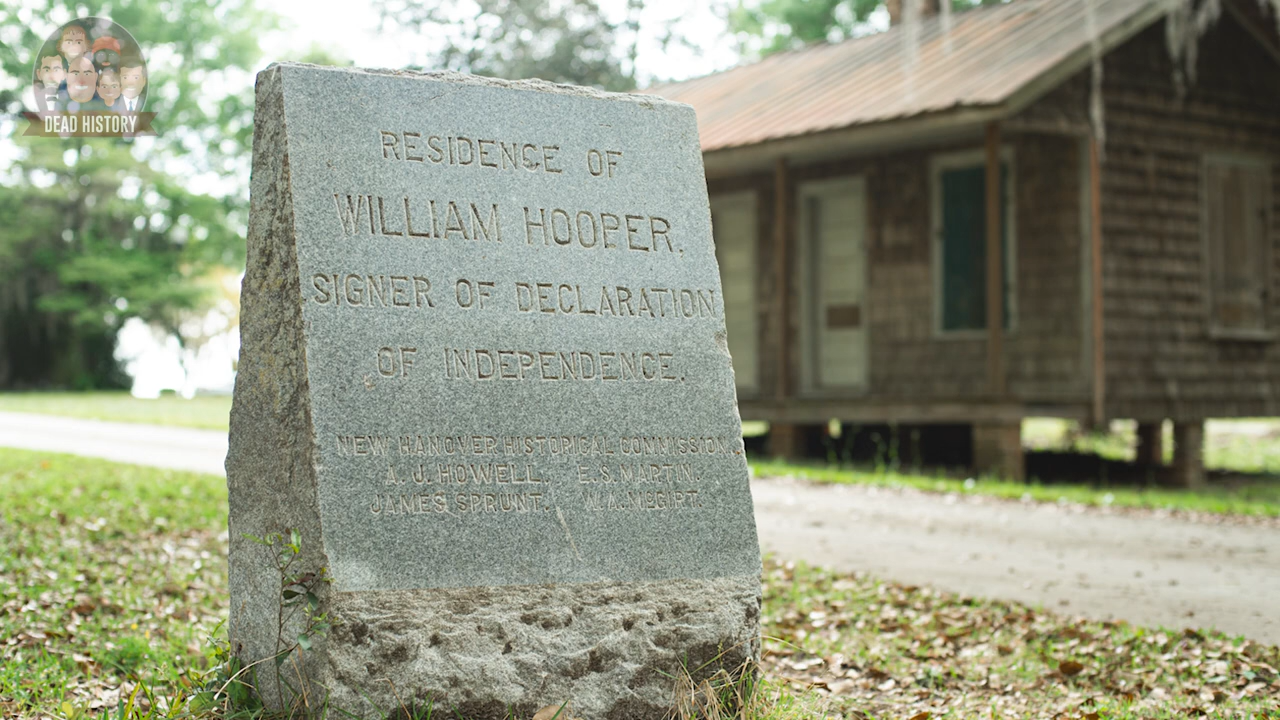 DEAD HISTORY
RESIDENCE OF
WILLIAM HOOPER.
SIGNER OF DECLARATION
OF INDEPENDENCE.
NEW HANOVER HISTORICAL COMMISSION.
A. J. HOWELL. E. S. MARTIN.
JAMES SPRUNT. W. A. McGIRT.